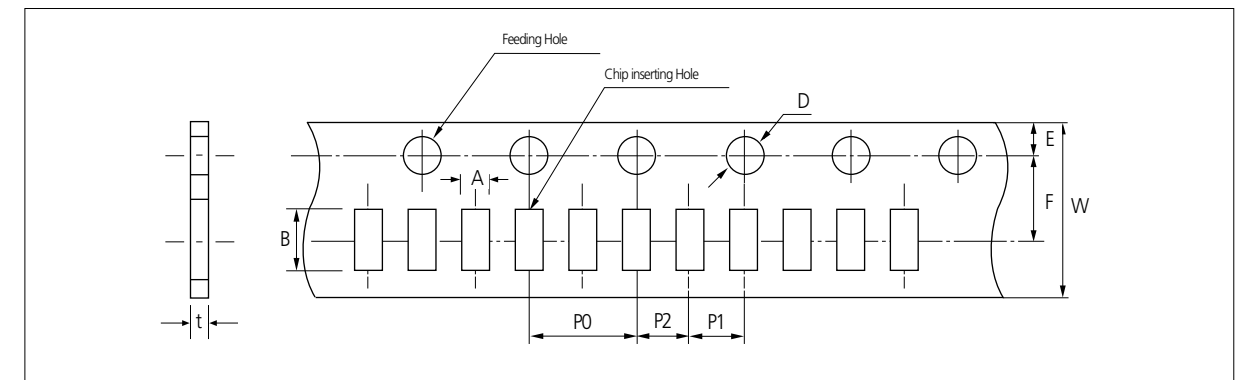 Feeding Hole
Chip inserting Hole
D
E
A
F
W
B
t
P0
P2
P1